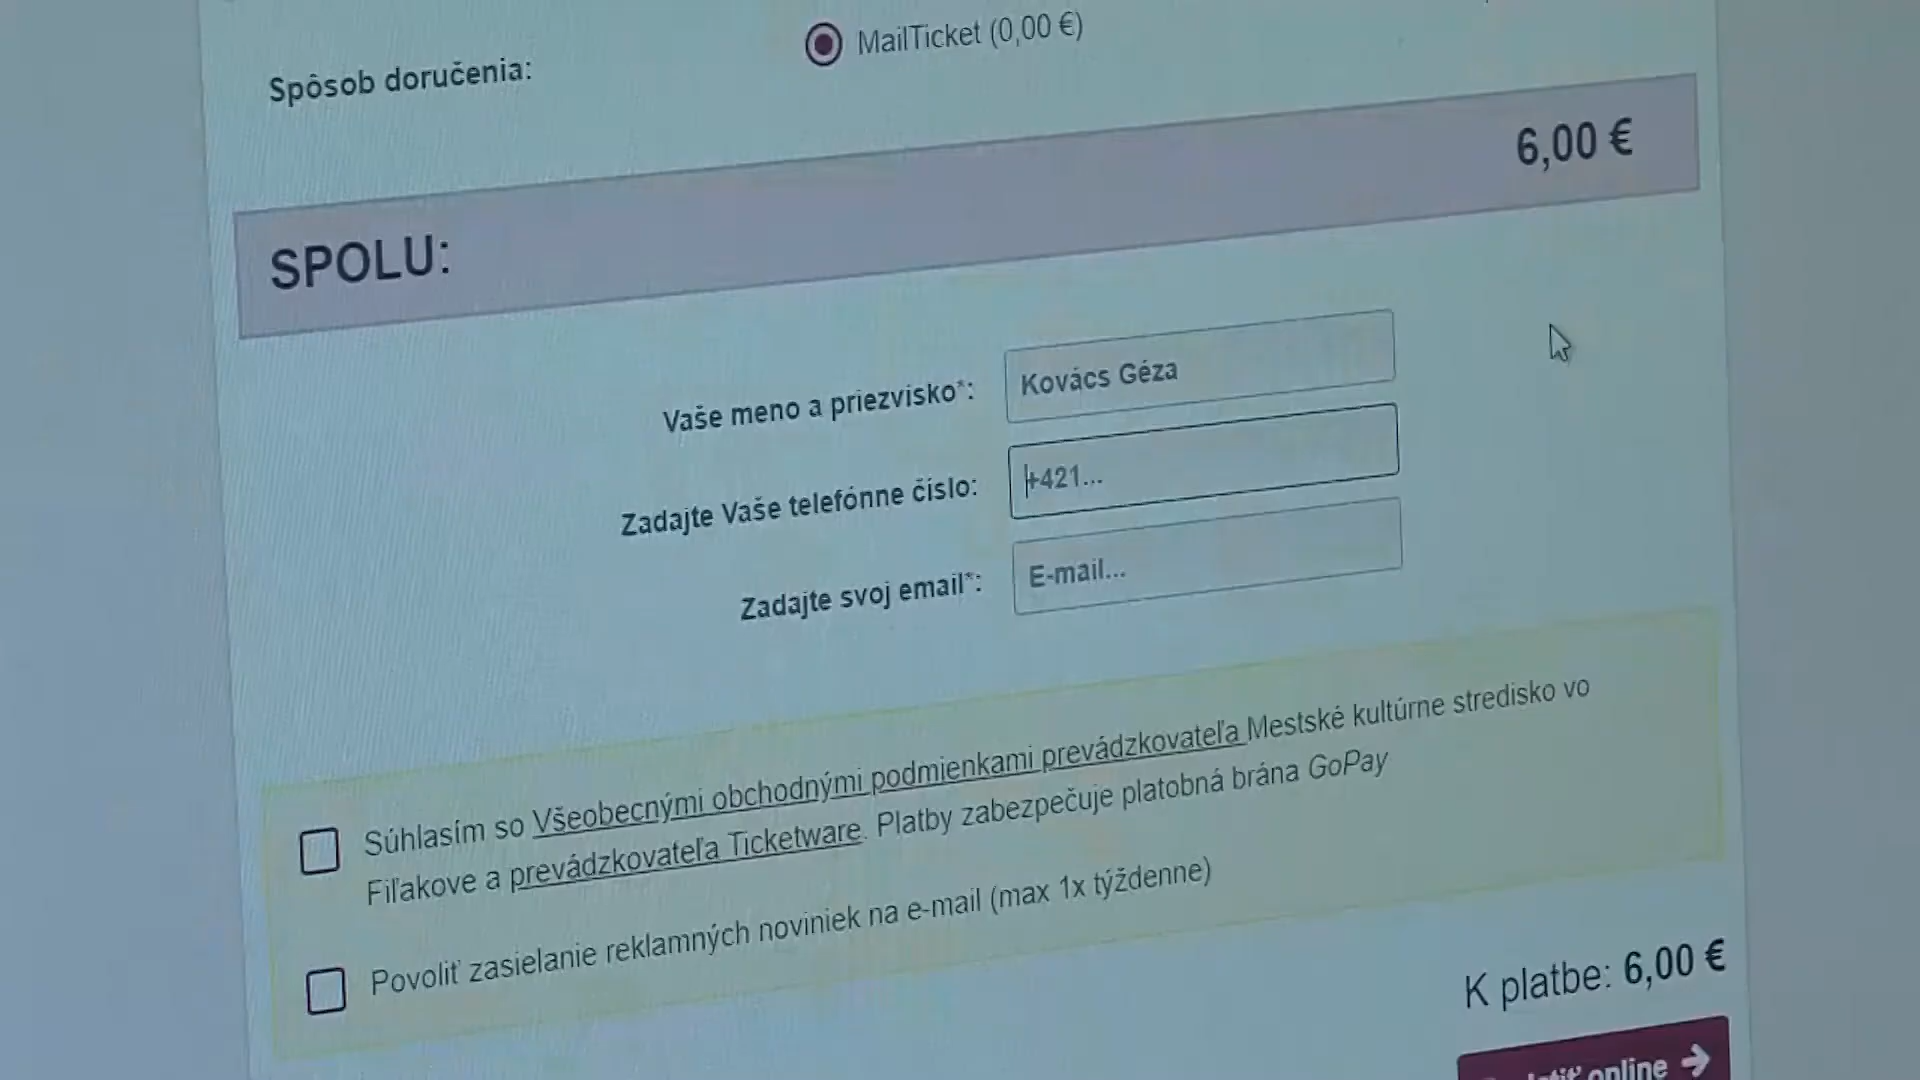 Spôsob doručenia:
MailTicket (0,00 €)
SPOLU:
6,00 €
Vaše meno a priezvisko*:
Kovács Géza
Zadajte Vaše telefónne číslo:
+421...
Zadajte svoj email*:
E-mail...
Súhlasím so Všeobecnými obchodnými podmienkami prevádzkovateľa Mestské kultúrne stredisko vo
Fiľakove a prevádzkovateľa Ticketware. Platby zabezpečuje platobná brána GoPay
Povoliť zasielanie reklamných noviniek na e-mail (max 1x týždenne)
K platbe: 6,00 €
online